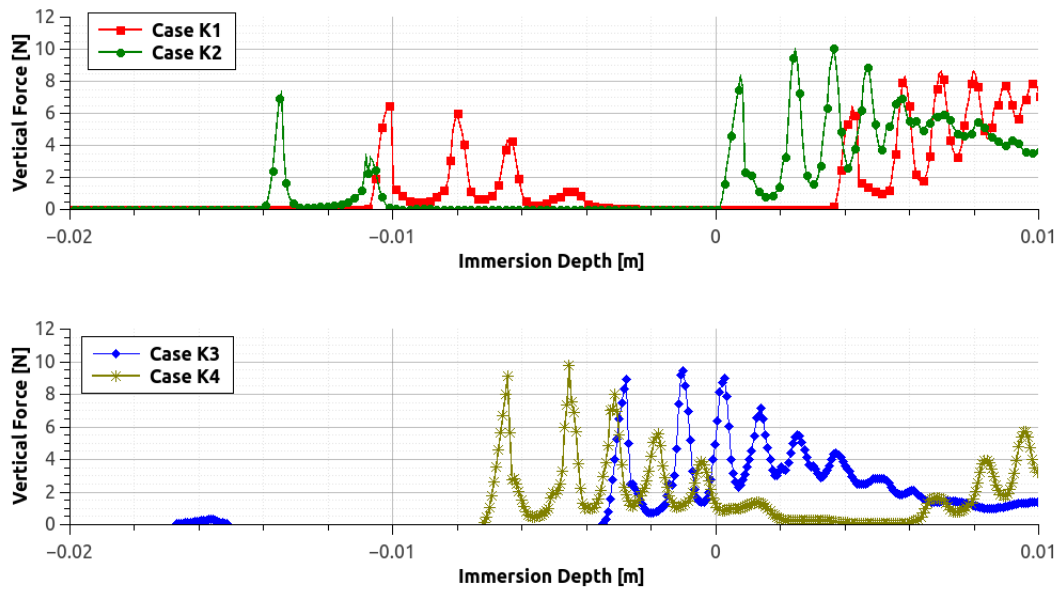 12
10
8
6
4
2
0
Vertical Force [N]
Case K1
Case K2
−0.02
−0.01
0
0.01
Immersion Depth [m]
12
10
8
6
4
2
0
Vertical Force [N]
Case K3
Case K4
−0.02
−0.01
0
0.01
Immersion Depth [m]